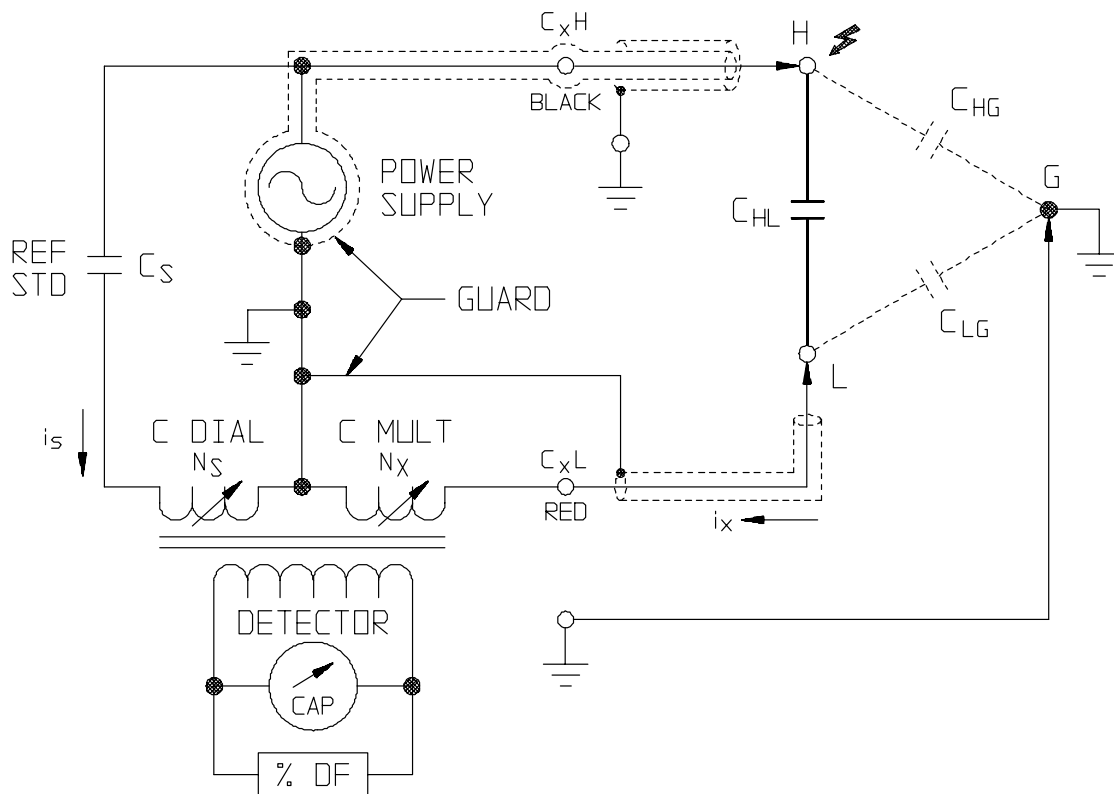 CxH
BLACK
H
CHG
POWER
SUPPLY
G
CHL
REF
STD
CS
GUARD
CLG
L
is
C DIAL
NS
C MULT
NX
CxL
RED
ix
DETECTOR
CAP
% DF